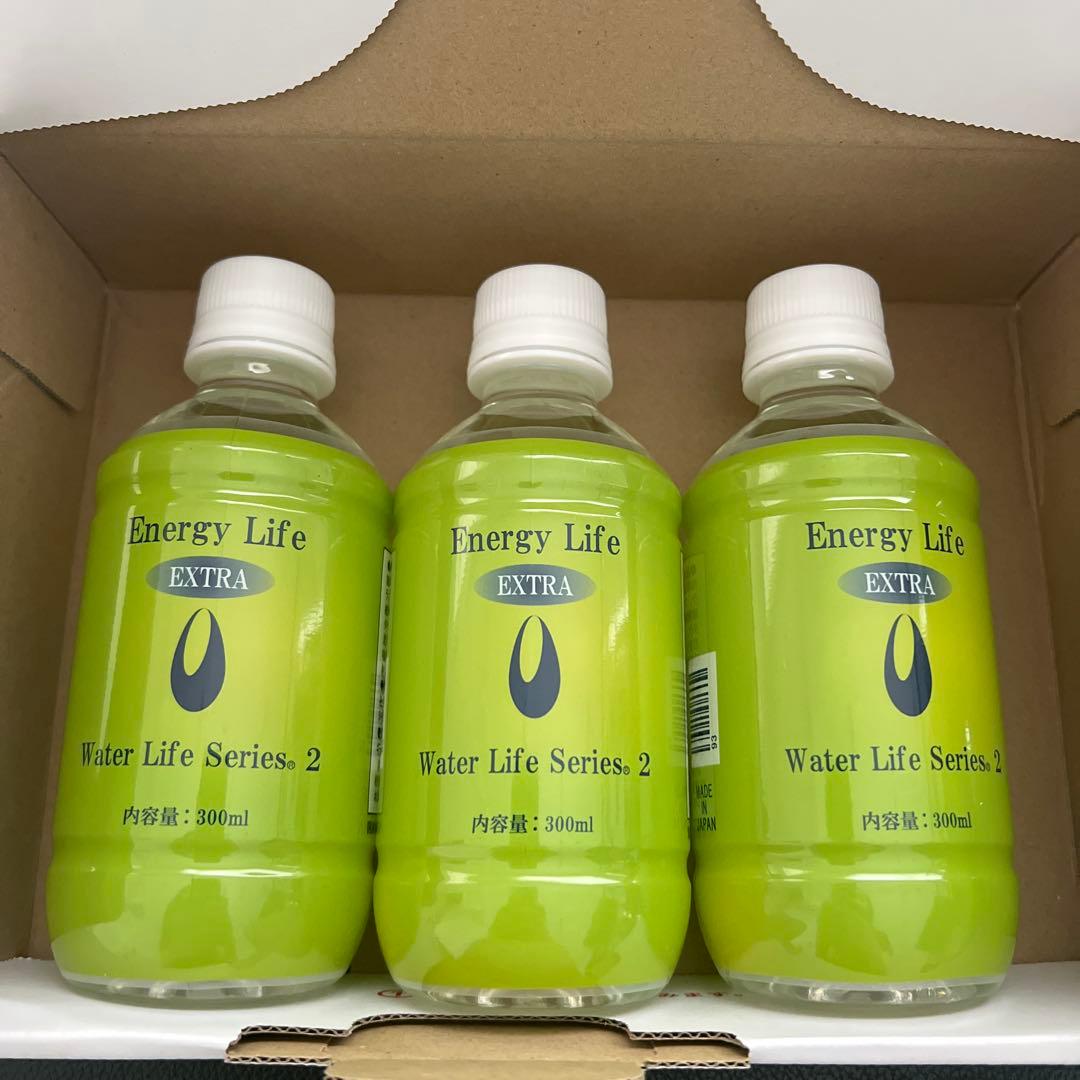 Energy Life
EXTRA
Water Life Series® 2
内容量：300ml
Energy Life
EXTRA
Water Life Series® 2
内容量：300ml
93
MADE
IN
JAPAN
Energy Life
EXTRA
Water Life Series® 2
内容量：300ml